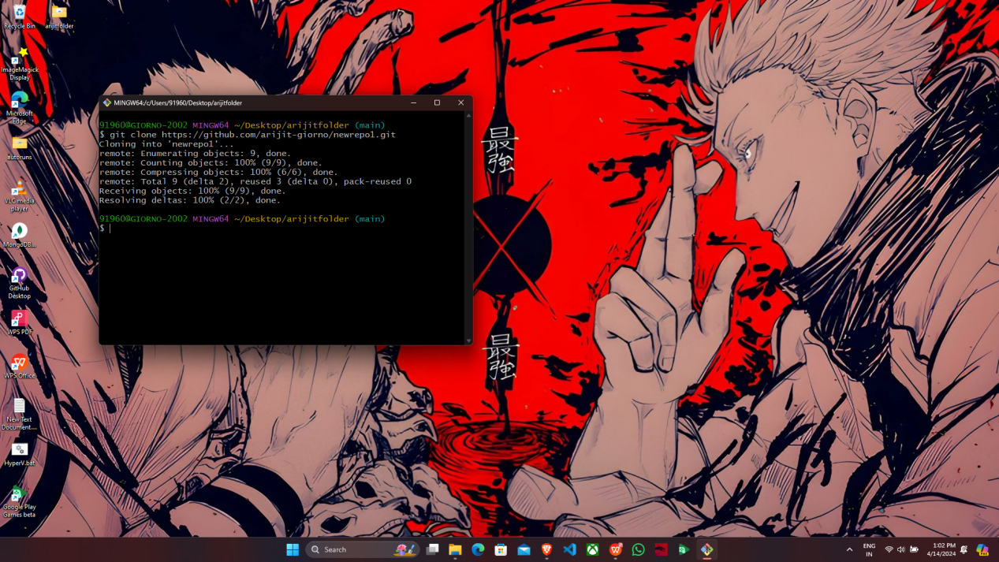 Recycle Bin
arijitfolder
ImageMagick
Display
Microsoft
Edge
autoruns
VLC media
player
MongoDB...
GitHub
Desktop
WPS PDF
WPS Office
New Text
Document....
HyperV.bat
Google Play
Games beta
MINGW64:/c/Users/91960/Desktop/arijitfolder
91960@GIORNO-2002 MINGW64 ~/Desktop/arijitfolder (main)
$ git clone https://github.com/arijit-giorno/newrepo1.git
Cloning into 'newrepo1'...
remote: Enumerating objects: 9, done.
remote: Counting objects: 100% (9/9), done.
remote: Compressing objects: 100% (6/6), done.
remote: Total 9 (delta 2), reused 3 (delta 0), pack-reused 0
Receiving objects: 100% (9/9), done.
Resolving deltas: 100% (2/2), done.
91960@GIORNO-2002 MINGW64 ~/Desktop/arijitfolder (main)
$
最強
最強
Search
ENG
IN
1:02 PM
4/14/2024